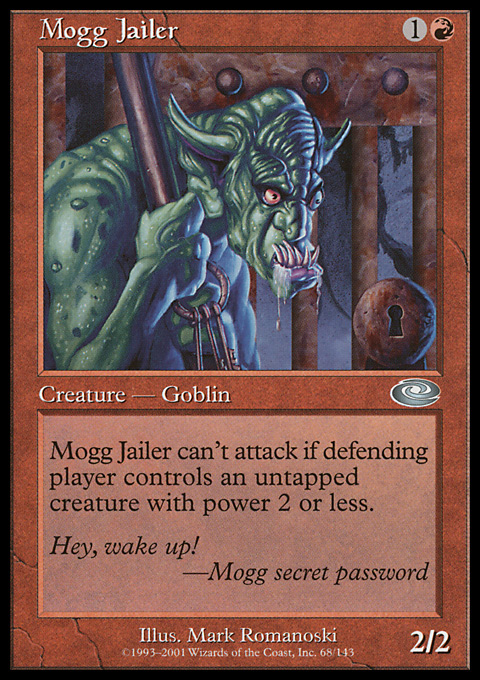 Mogg Jailer 1
Creature — Goblin
Mogg Jailer can't attack if defending
player controls an untapped
creature with power 2 or less.
Hey, wake up!
—Mogg secret password
Illus. Mark Romanoski
2/2
©1993–2001 Wizards of the Coast, Inc. 68/143